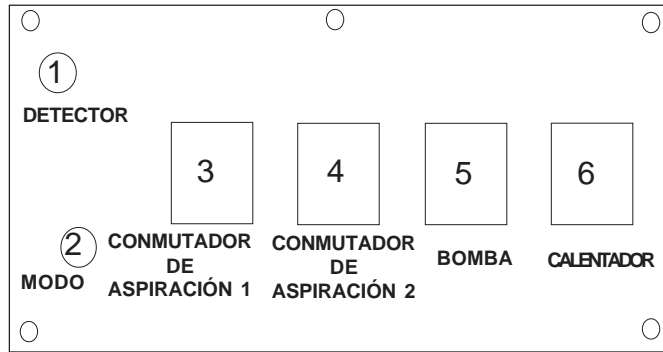 1
DETECTOR
3
4
5
6
2
MODO
CONMUTADOR
DE
ASPIRACIÓN 1
CONMUTADOR
DE
ASPIRACIÓN 2
BOMBA
CALENTADOR